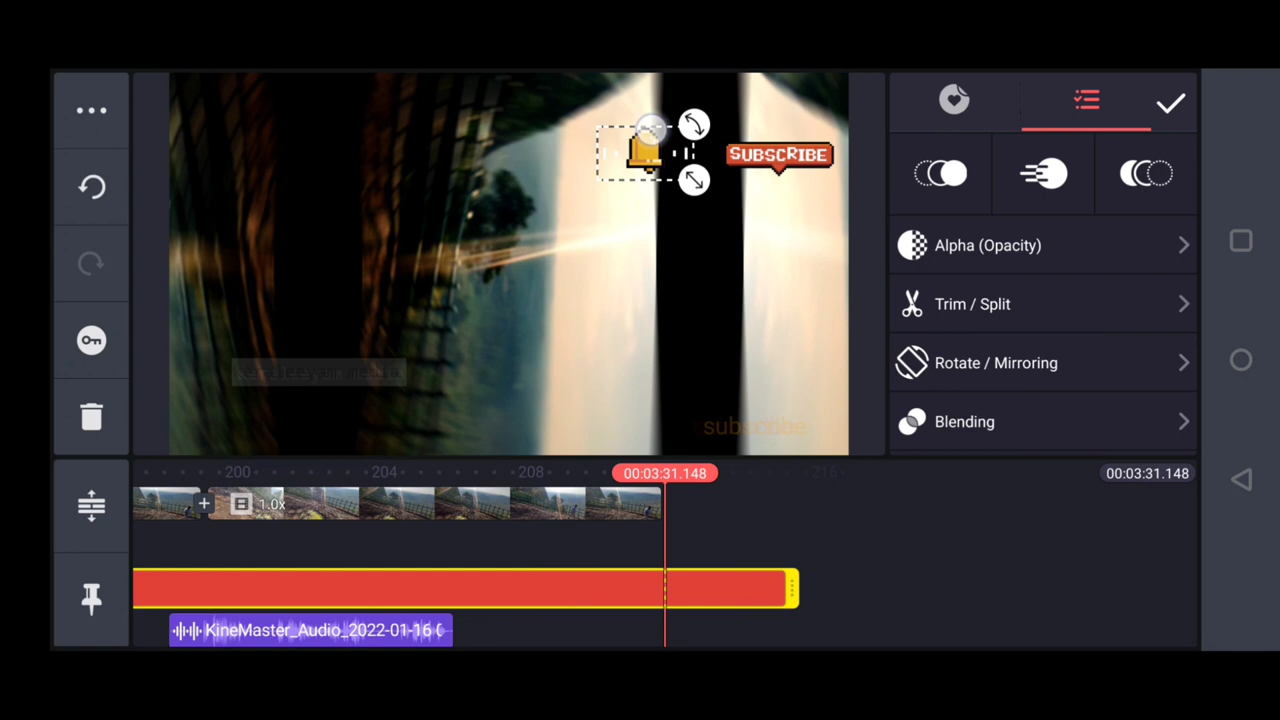 SUBSCRIBE
subscribe
Alpha (Opacity)
Trim / Split
Rotate / Mirroring
Blending
200
204
208
00:03:31.148
216
00:03:31.148
1.0x
KineMaster_Audio_2022-01-16 (